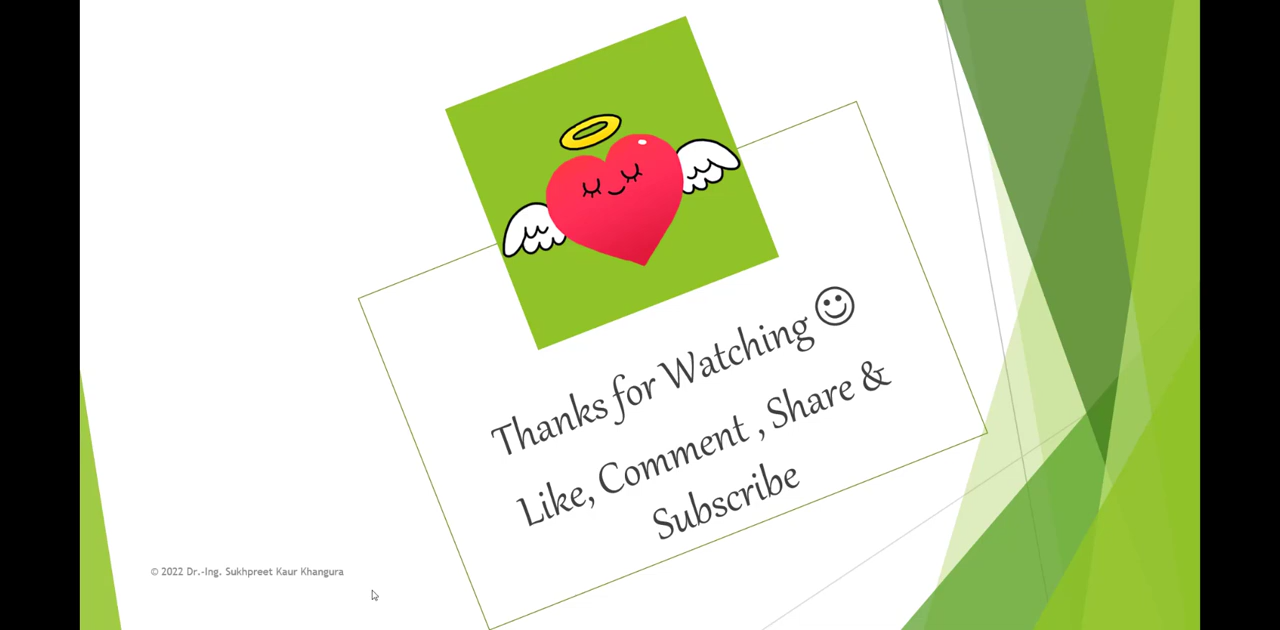 Thanks for Watching ☺
Like, Comment , Share &
Subscribe
© 2022 Dr.-Ing. Sukhpreet Kaur Khangura